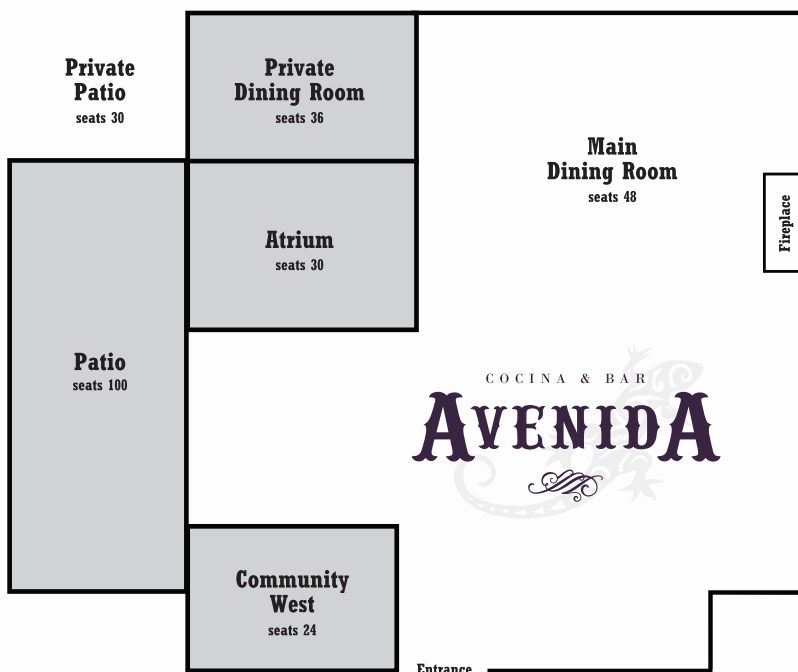 Private
Patio
seats 30
Private
Dining Room
seats 36
Main
Dining Room
seats 48
Fireplace
Atrium
seats 30
Patio
seats 100
COCINA & BAR
AVENIDA
Community
West
seats 24
Entrance